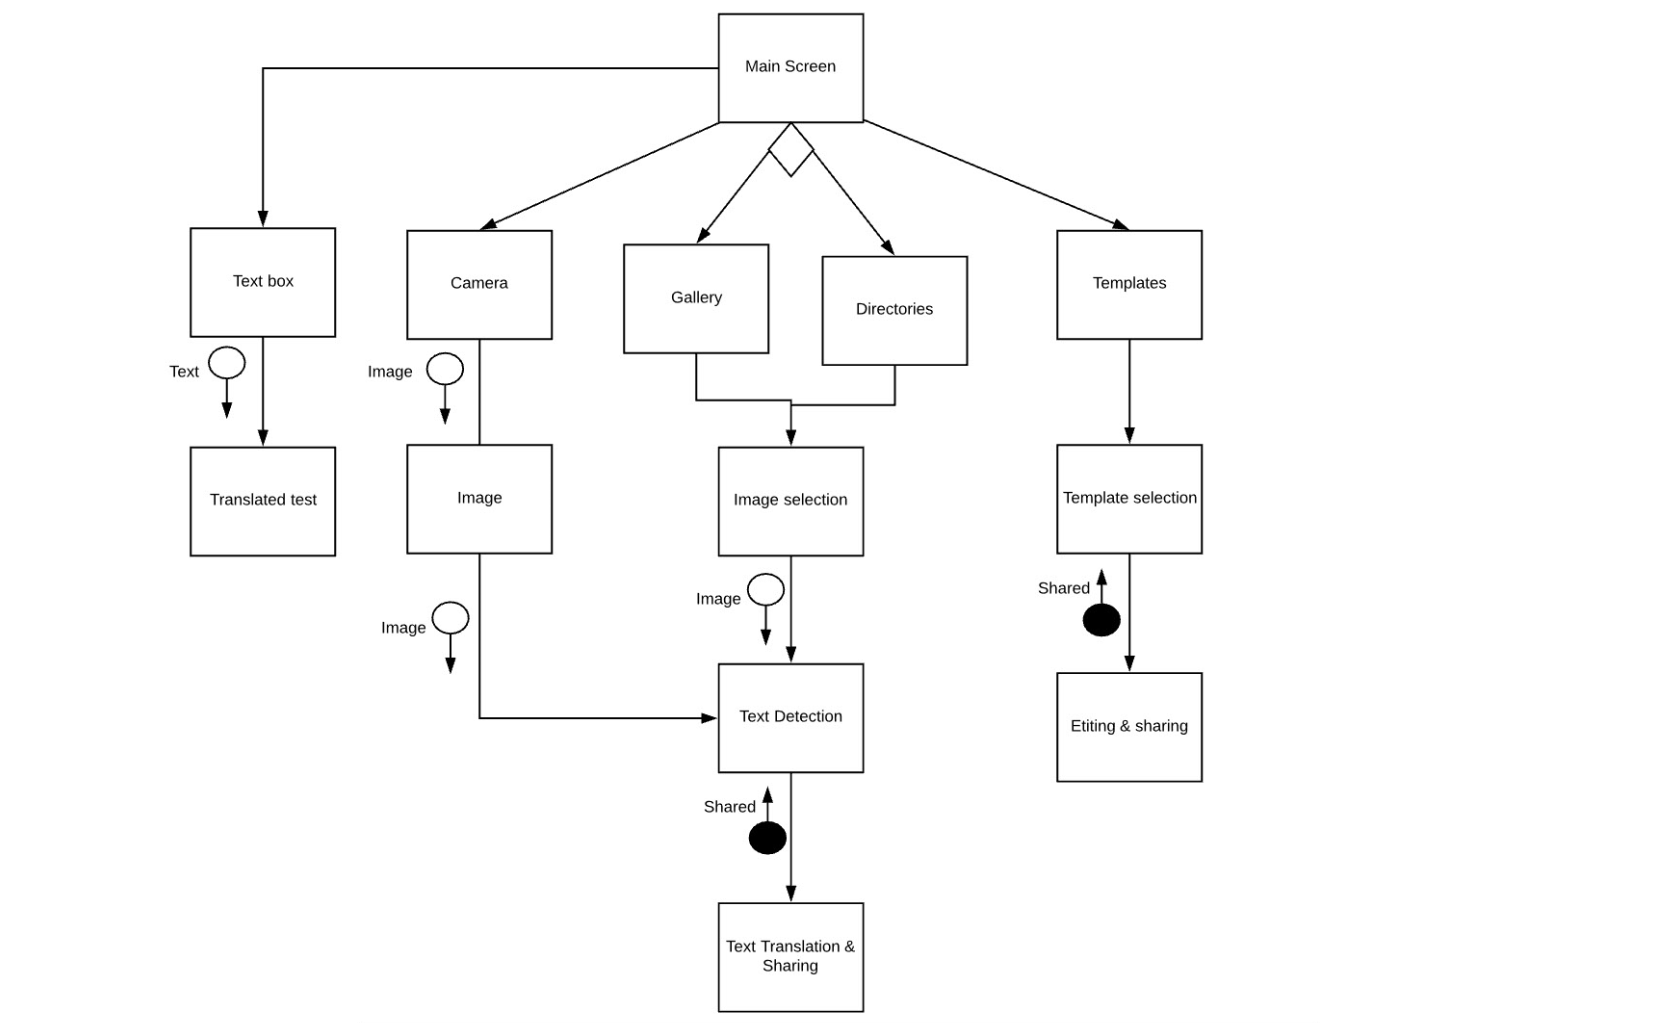 Main Screen
Text box
Camera
Gallery
Directories
Templates
Text
Image
Translated test
Image
Image selection
Template selection
Image
Image
Shared
Text Detection
Etiting & sharing
Shared
Text Translation &
Sharing